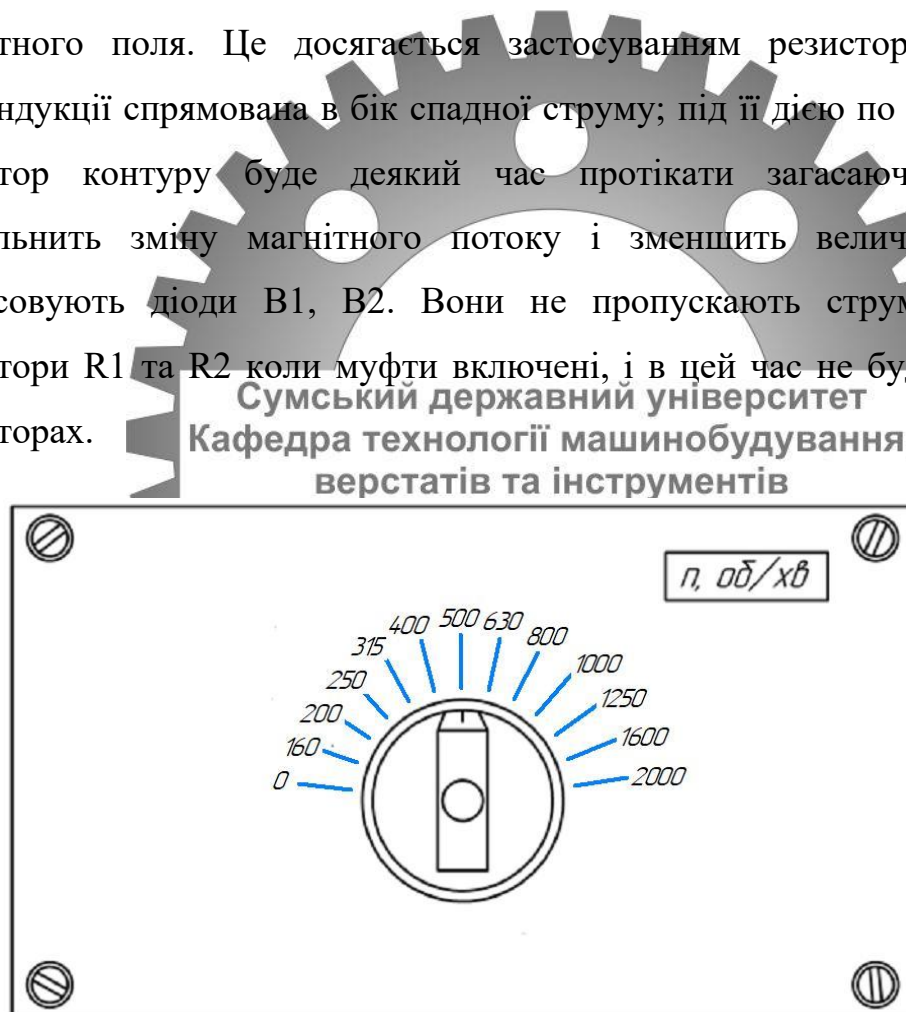 тного поля. Це досягається застосуванням резистор
ндукції спрямована в бік спадної струму; під її дією по
тор контуру буде деякий час протікати загасаюч
льнить зміну магнітного потоку і зменшить велич
совують діоди В1, В2. Вони не пропускають струм
тори R1 та R2 коли муфти включені, і в цей час не буд
торах.
Сумський державний університет
Кафедра технології машинобудування
верстатів та інструментів
п, об/хв
0
160
200
250
315
400
500
630
800
1000
1250
1600
2000